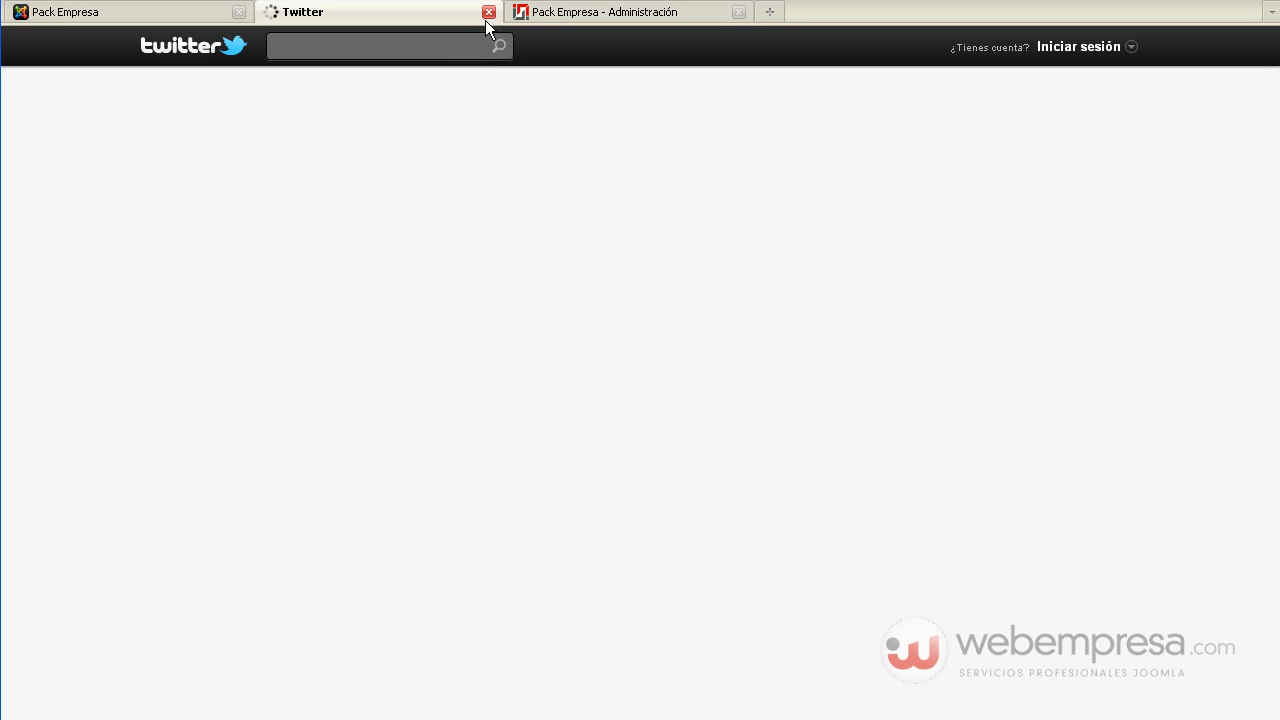 Pack Empresa
Twitter
Pack Empresa - Administración
twitter
¿Tienes cuenta? Iniciar sesión
webempresa.com
SERVICIOS PROFESIONALES JOOMLA